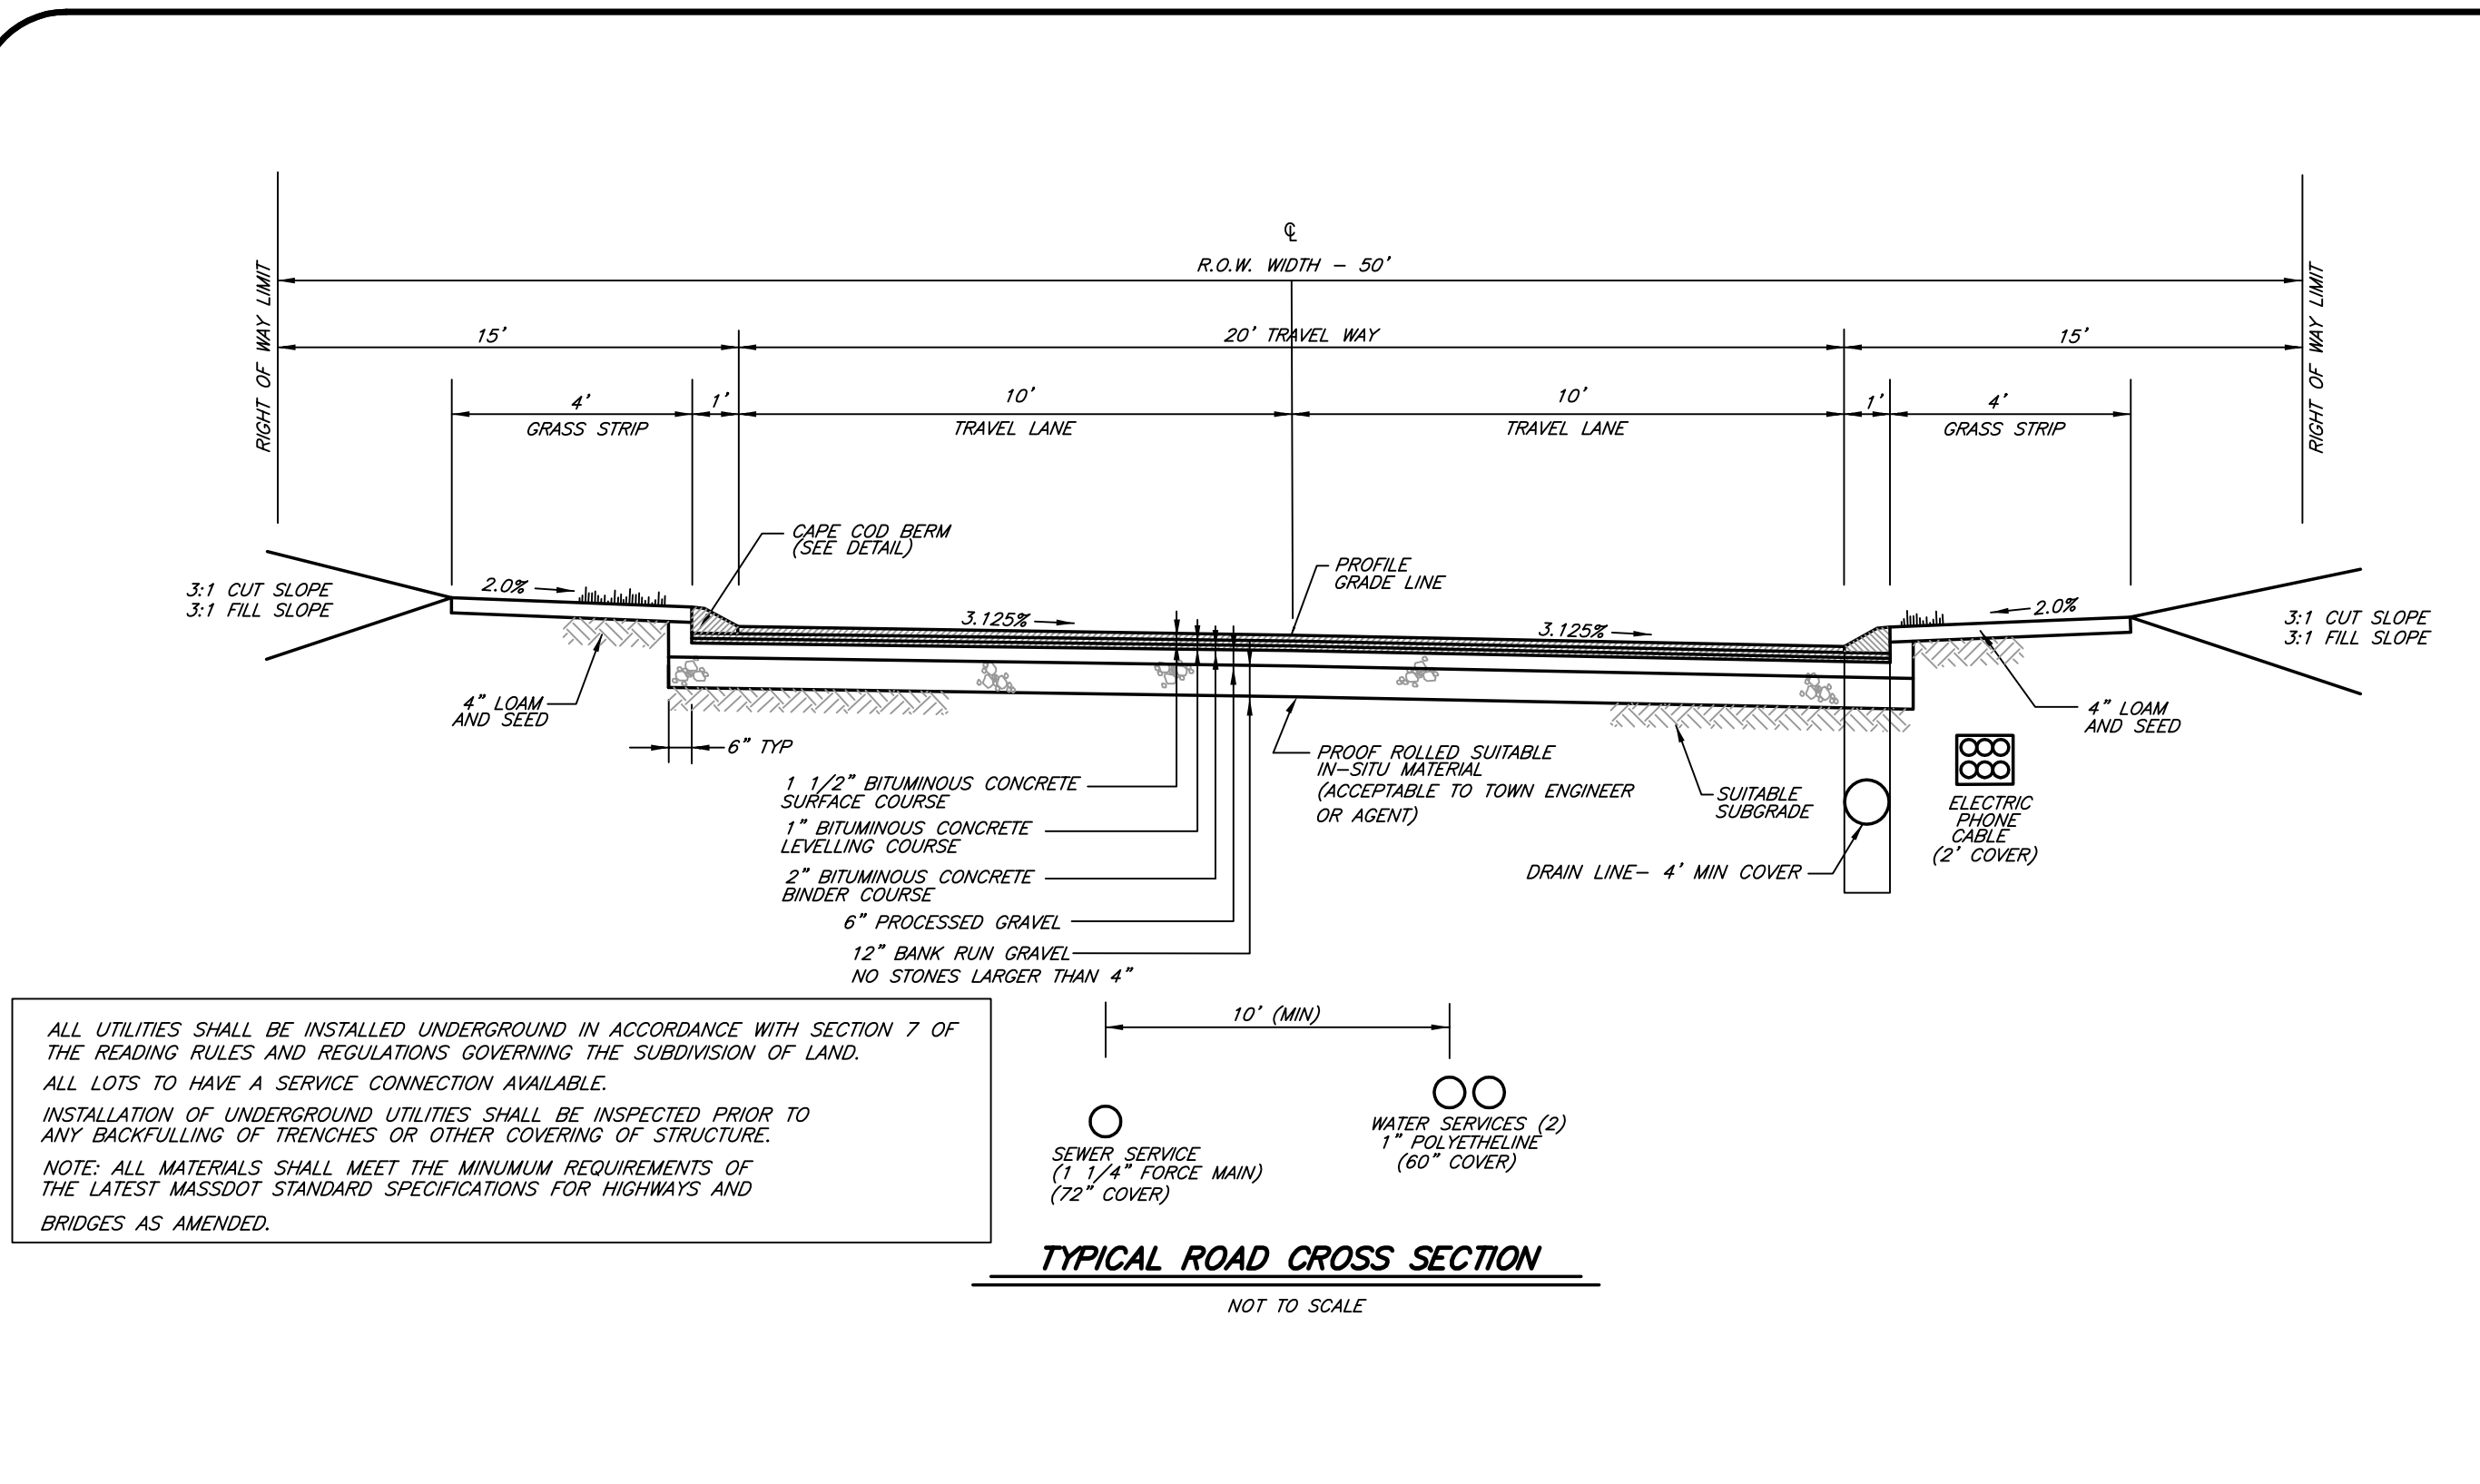 ℄
R.O.W. WIDTH - 50'
RIGHT OF WAY LIMIT
RIGHT OF WAY LIMIT
15'
20' TRAVEL WAY
15'
4'
1'
10'
10'
1'
4'
GRASS STRIP
TRAVEL LANE
TRAVEL LANE
GRASS STRIP
CAPE COD BERM
(SEE DETAIL)
PROFILE
GRADE LINE
3:1 CUT SLOPE
3:1 FILL SLOPE
2.0%
3.125%
3.125%
2.0%
3:1 CUT SLOPE
3:1 FILL SLOPE
4" LOAM
AND SEED
4" LOAM
AND SEED
6" TYP
1 1/2" BITUMINOUS CONCRETE
SURFACE COURSE
1" BITUMINOUS CONCRETE
LEVELLING COURSE
2" BITUMINOUS CONCRETE
BINDER COURSE
6" PROCESSED GRAVEL
12" BANK RUN GRAVEL
NO STONES LARGER THAN 4"
PROOF ROLLED SUITABLE
IN-SITU MATERIAL
(ACCEPTABLE TO TOWN ENGINEER
OR AGENT)
SUITABLE
SUBGRADE
DRAIN LINE- 4' MIN COVER
ELECTRIC
PHONE
CABLE
(2' COVER)
ALL UTILITIES SHALL BE INSTALLED UNDERGROUND IN ACCORDANCE WITH SECTION 7 OF
THE READING RULES AND REGULATIONS GOVERNING THE SUBDIVISION OF LAND.
ALL LOTS TO HAVE A SERVICE CONNECTION AVAILABLE.
INSTALLATION OF UNDERGROUND UTILITIES SHALL BE INSPECTED PRIOR TO
ANY BACKFULLING OF TRENCHES OR OTHER COVERING OF STRUCTURE.
NOTE: ALL MATERIALS SHALL MEET THE MINUMUM REQUIREMENTS OF
THE LATEST MASSDOT STANDARD SPECIFICATIONS FOR HIGHWAYS AND
BRIDGES AS AMENDED.
10' (MIN)
SEWER SERVICE
(1 1/4" FORCE MAIN)
(72" COVER)
WATER SERVICES (2)
1" POLYETHELINE
(60" COVER)
TYPICAL ROAD CROSS SECTION
NOT TO SCALE